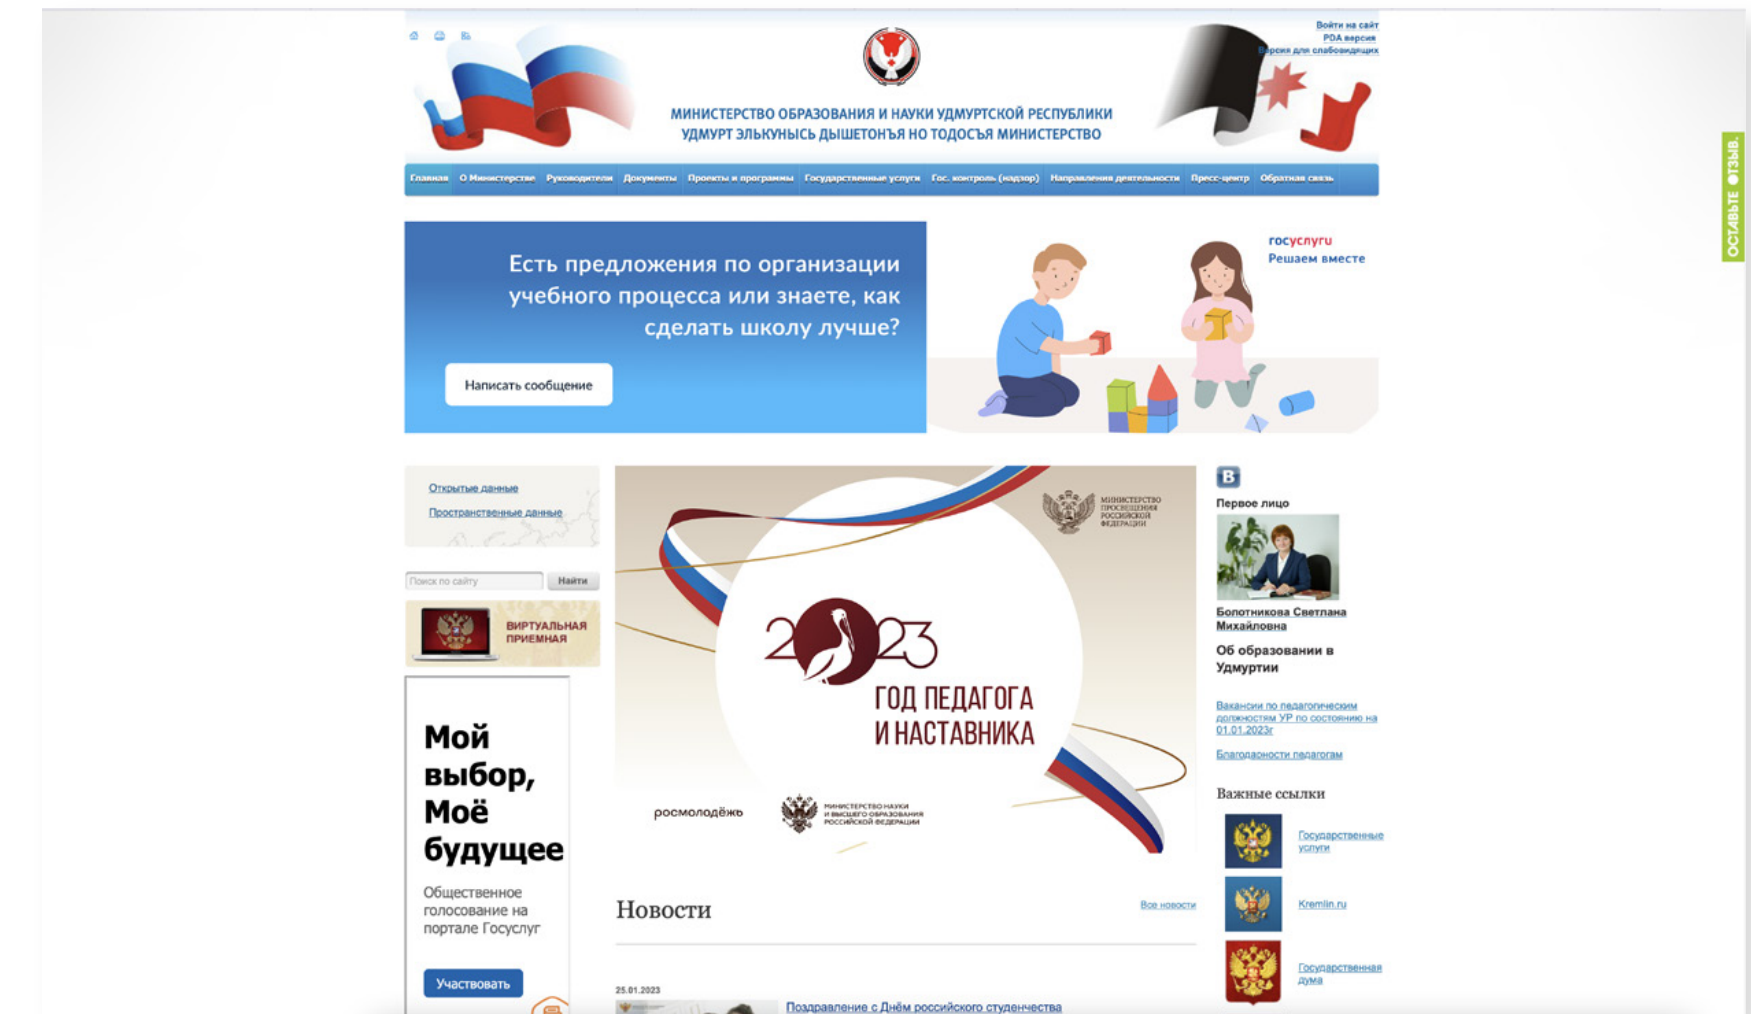 Войти на сайт
PDA версия
Версия для слабовидящих
МИНИСТЕРСТВО ОБРАЗОВАНИЯ И НАУКИ УДМУРТСКОЙ РЕСПУБЛИКИ
УДМУРТ ЭЛЬКУНЫСЬ ДЫШЕТОНЪЯ НО ТОДОСЪЯ МИНИСТЕРСТВО
Главная О Министерстве Руководители Документы Проекты и программы Государственные услуги Гос. контроль (надзор) Направления деятельности Пресс-центр Обратная связь
ОСТАВЬТЕ ОТЗЫВ.
Есть предложения по организации
учебного процесса или знаете, как
сделать школу лучше?
Написать сообщение
госуслуги
Решаем вместе
Открытые данные
Пространственные данные
Поиск по сайту Найти
ВИРТУАЛЬНАЯ
ПРИЕМНАЯ
Мой
выбор,
Моё
будущее
Общественное
голосование на
портале Госуслуг
Участвовать
МИНИСТЕРСТВО
ПРОСВЕЩЕНИЯ
РОССИЙСКОЙ
ФЕДЕРАЦИИ
2023
ГОД ПЕДАГОГА
И НАСТАВНИКА
росмолодёжь
МИНИСТЕРСТВО НАУКИ
И ВЫСШЕГО ОБРАЗОВАНИЯ
РОССИЙСКОЙ ФЕДЕРАЦИИ
Новости
Все новости
25.01.2023
Поздравление с Днём российского студенчества
В
Первое лицо
Болотникова Светлана
Михайловна
Об образовании в
Удмуртии
Вакансии по педагогическим
должностям УР по состоянию на
01.01.2023г
Благодарности педагогам
Важные ссылки
Государственные
услуги
Kremlin.ru
Государственная
дума